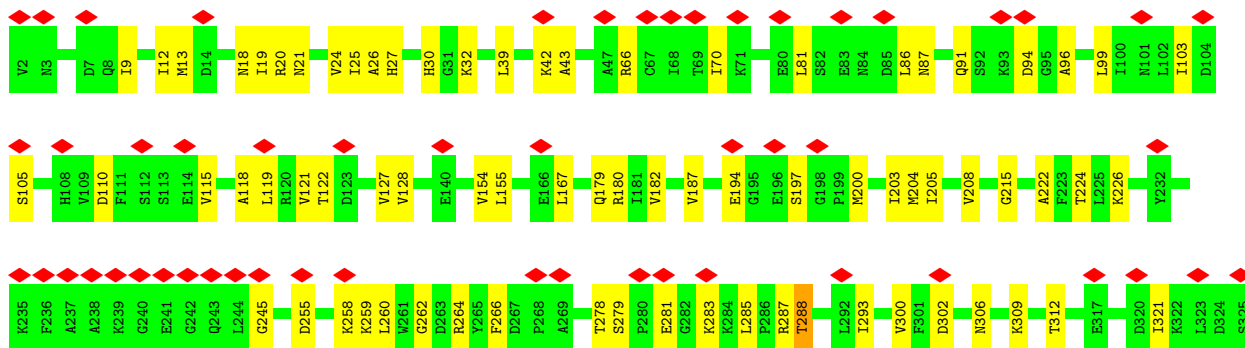 V2 N3 D7 Q8 I9 I12 M13 D14 N18 I19 R20 N21 V24 I25 A26 H27 H30 G31 K32 L39 K42 A43 A47 R66 C67 I68 T69 I70 K71 E80 L81 S82 E83 N84 D85 L86 N87 Q91 S92 K93 D94 G95 A96 L99 I100 N101 L102 I103 D104
S105 H108 V109 D110 F111 S112 S113 E114 V115 A118 L119 R120 V121 T122 D123 V127 V128 E140 V154 L155 E166 L167 Q179 R180 I181 V182 V187 E194 G195 E196 S197 G198 P199 M200 I203 M204 I205 V208 G215 A222 F223 T224 L225 K226 Y232
K235 F236 A237 A238 K239 G240 E241 G242 Q243 L244 G245 D255 K258 K259 L260 W261 G262 D263 R264 Y265 F266 D267 P268 A269 T278 S279 P280 E281 G282 K283 K284 L285 P286 R287 T288 L292 I293 V300 F301 D302 N306 K309 T312 E317 D320 I321 K322 L323 D324 S325